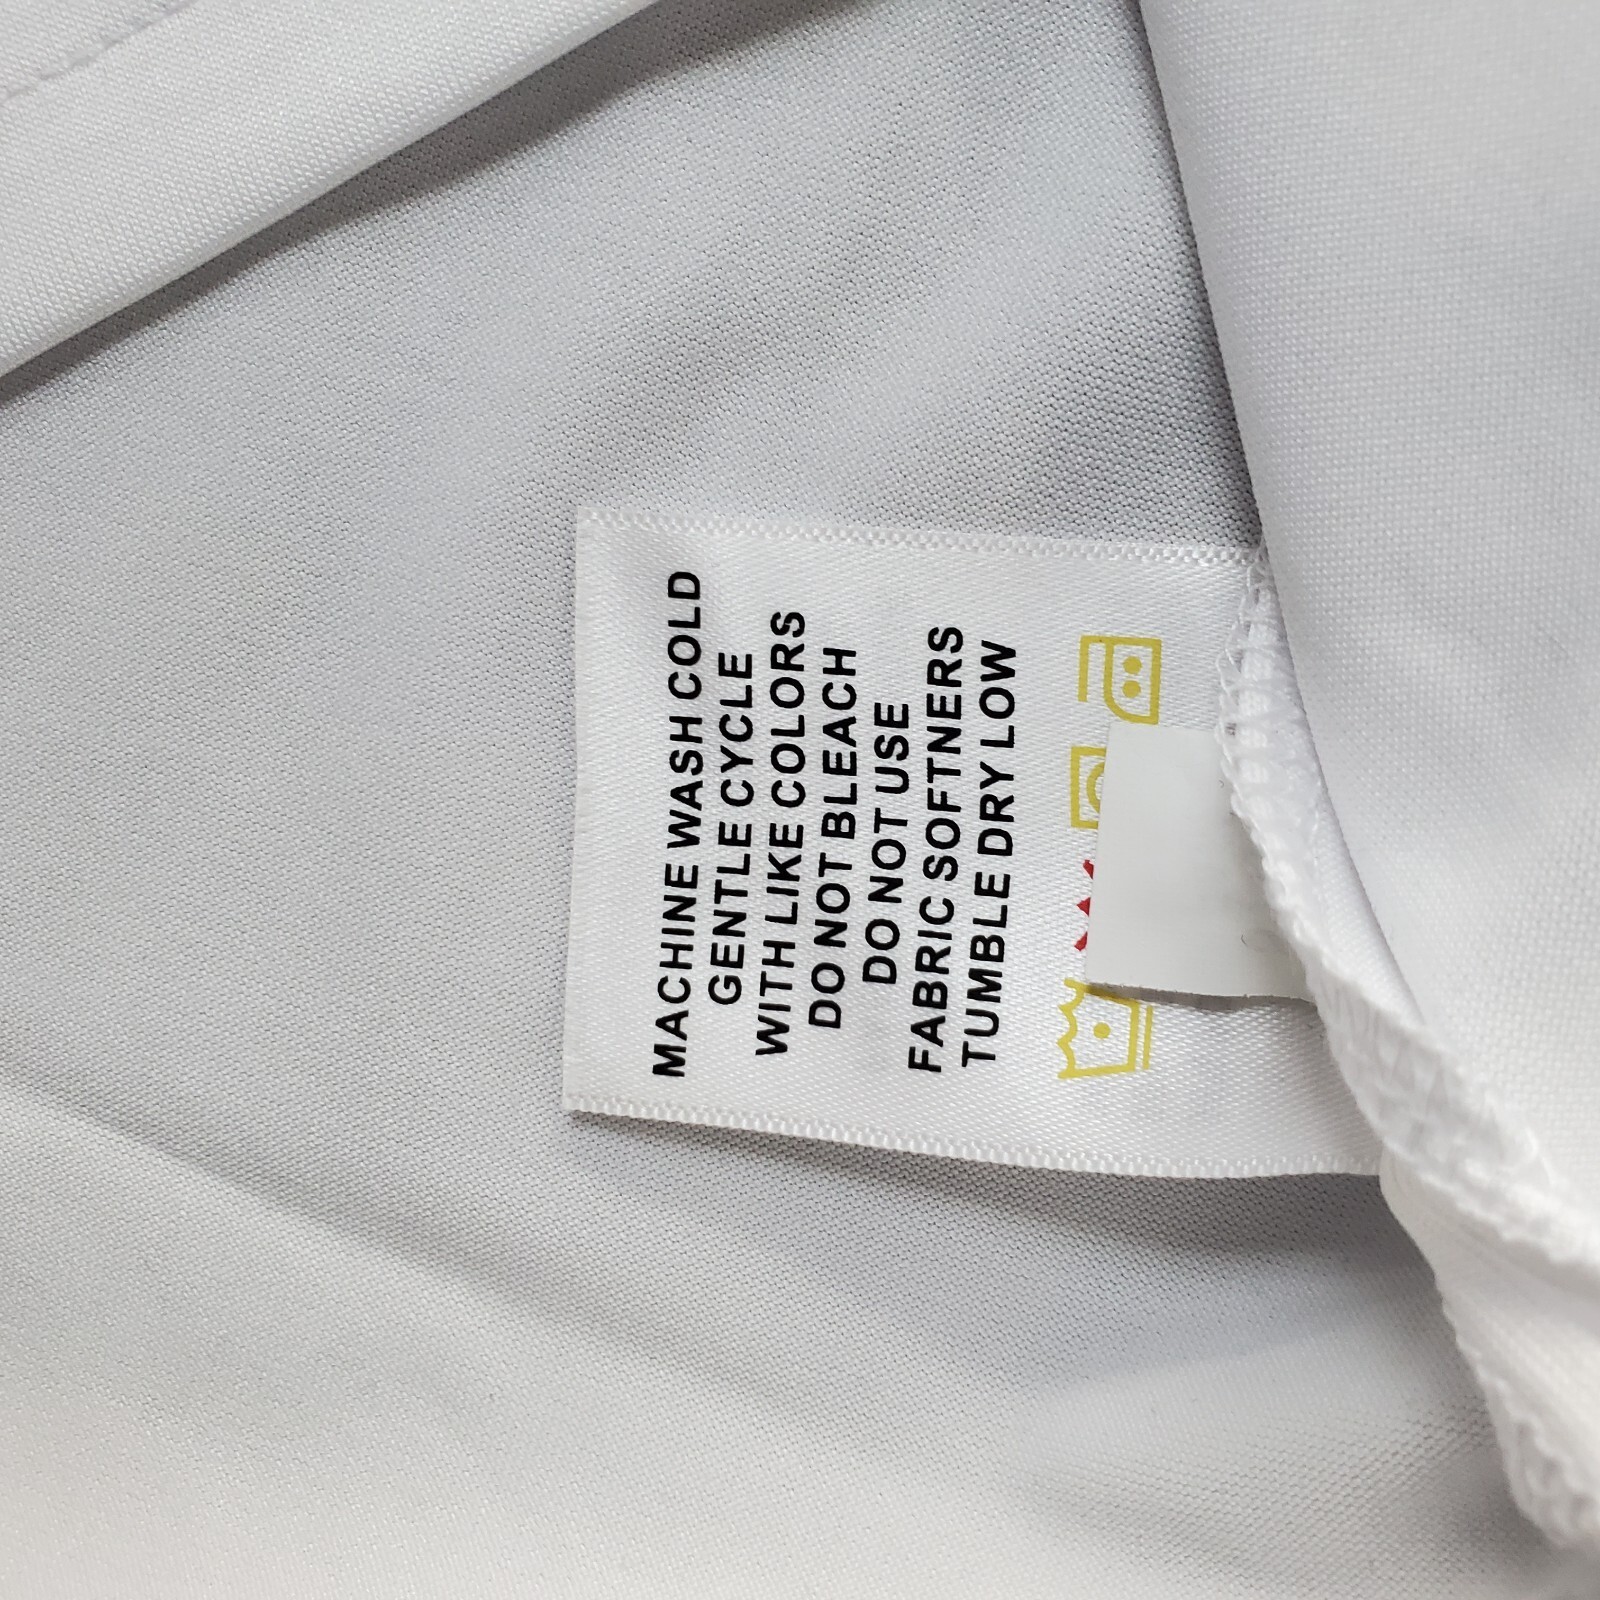 MACHINE WASH COLD
GENTLE CYCLE
WITH LIKE COLORS
DO NOT BLEACH
DO NOT USE
FABRIC SOFTNERS
TUMBLE DRY LOW